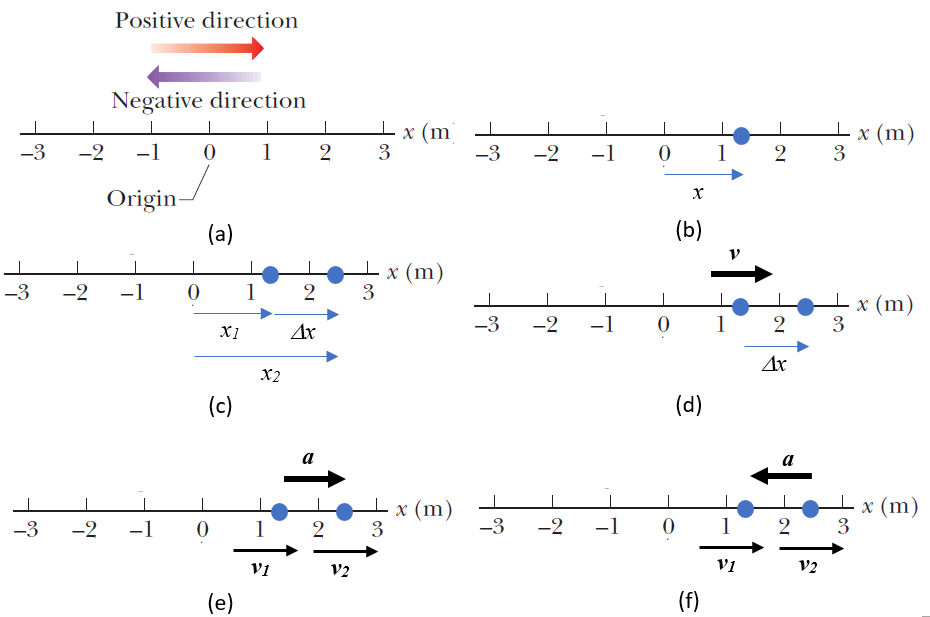 Positive direction
Negative direction
–3 –2 –1 0 1 2 3 x (m)
Origin
(a)
–3 –2 –1 0 1 2 3 x (m)
x
(b)
–3 –2 –1 0 1 2 3 x (m)
x1 Δx
x2
(c)
v
–3 –2 –1 0 1 2 3 x (m)
Δx
(d)
a
–3 –2 –1 0 1 2 3 x (m)
v1 v2
(e)
a
–3 –2 –1 0 1 2 3 x (m)
v1 v2
(f)